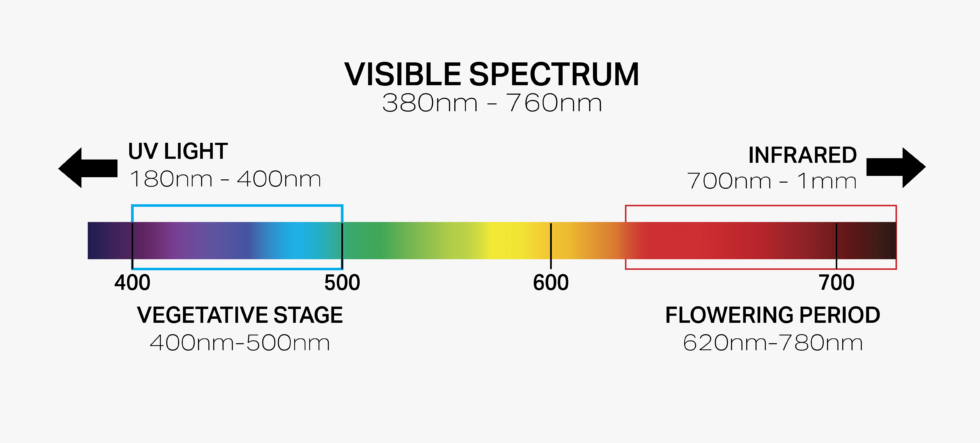 VISIBLE SPECTRUM
380nm - 760nm
UV LIGHT
180nm - 400nm
INFRARED
700nm - 1mm
400
500
600
700
VEGETATIVE STAGE
400nm-500nm
FLOWERING PERIOD
620nm-780nm